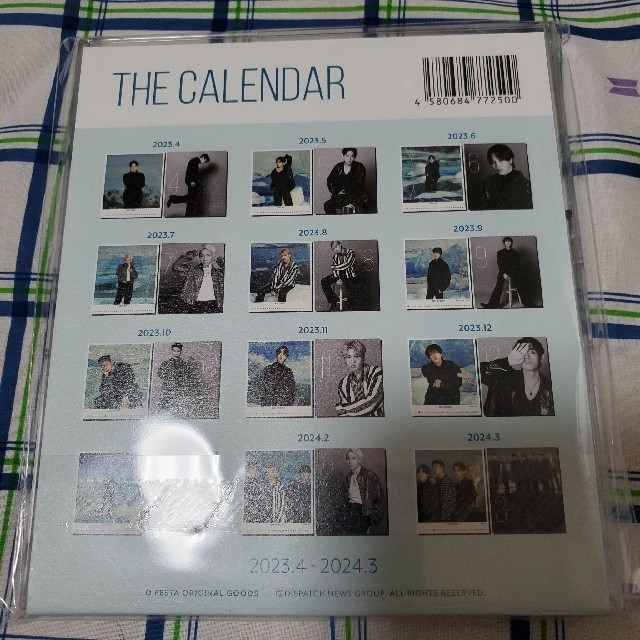 THE CALENDAR
4 580684 772500
2023.4
2023.5
2023.6
2023.7
2023.8
2023.9
2023.10
2023.11
2023.12
2024.2
2024.3
2023.4 - 2024.3
D'FESTA ORIGINAL GOODS ©DISPATCH NEWS GROUP. ALL RIGHTS RESERVED.